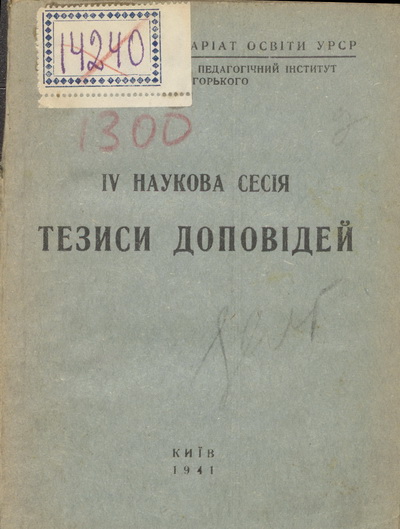 14240
АРІАТ ОСВІТИ УРСР
ПЕДАГОГІЧНИЙ ІНСТИТУТ
ГОРЬКОГО
1300
IV НАУКОВА СЕСІЯ
ТЕЗИСИ ДОПОВІДЕЙ
КИЇВ
1941